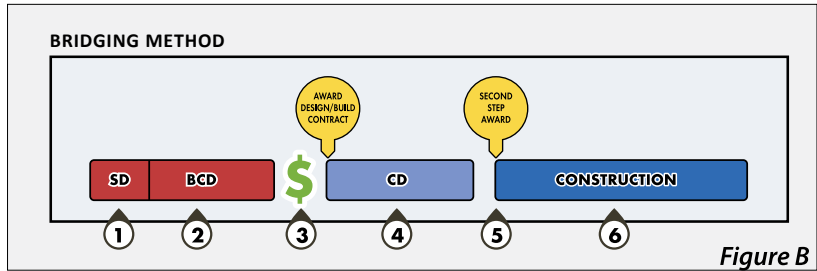 BRIDGING METHOD
AWARD
DESIGN/BUILD
CONTRACT
SECOND
STEP
AWARD
SD
BCD
$
CD
CONSTRUCTION
1
2
3
4
5
6
Figure B